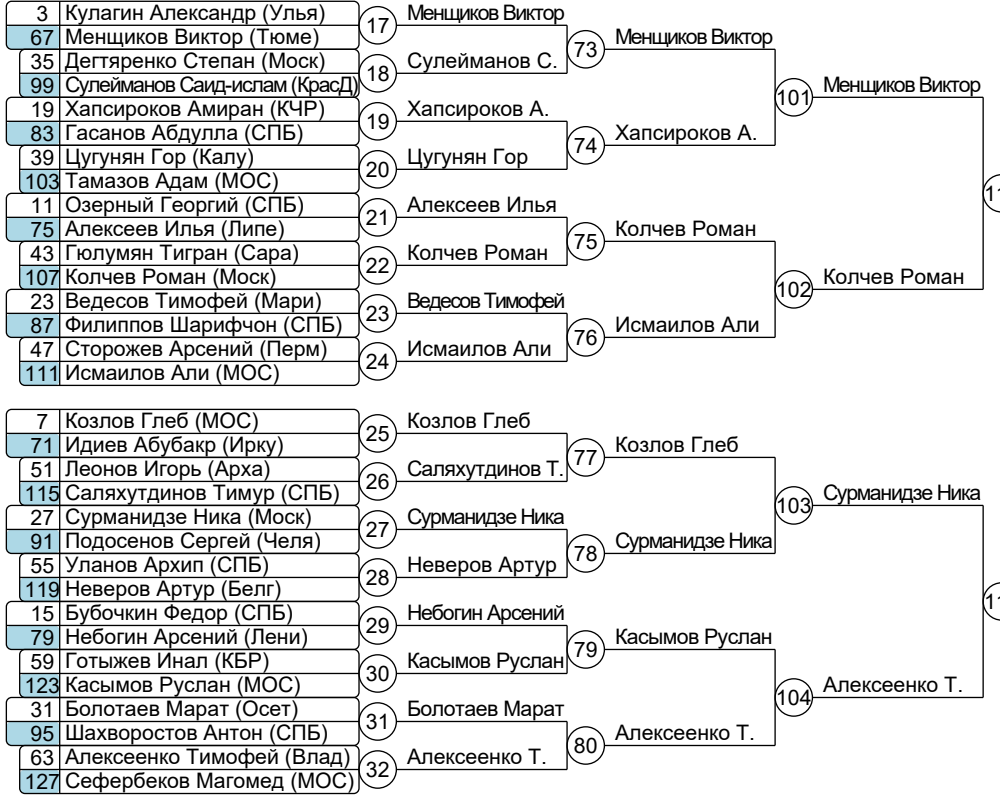 3 Кулагин Александр (Улья)
17
Менщиков Виктор
67 Менщиков Виктор (Тюме)
73
Менщиков Виктор
35 Дегтяренко Степан (Моск)
18
Сулейманов С.
99 Сулейманов Саид-ислам (КрасД)
101
Менщиков Виктор
19 Хапсироков Амиран (КЧР)
19
Хапсироков А.
83 Гасанов Абдулла (СПБ)
74
Хапсироков А.
39 Цугунян Гор (Калу)
20
Цугунян Гор
103 Тамазов Адам (МОС)
11 Озерный Георгий (СПБ)
21
Алексеев Илья
75 Алексеев Илья (Липе)
75
Колчев Роман
43 Гюлумян Тигран (Сара)
22
Колчев Роман
107 Колчев Роман (Моск)
102
Колчев Роман
23 Ведесов Тимофей (Мари)
23
Ведесов Тимофей
87 Филиппов Шарифчон (СПБ)
76
Исмаилов Али
47 Сторожев Арсений (Перм)
24
Исмаилов Али
111 Исмаилов Али (МОС)
7 Козлов Глеб (МОС)
25
Козлов Глеб
71 Идиев Абубакр (Ирку)
77
Козлов Глеб
51 Леонов Игорь (Арха)
26
Саляхутдинов Т.
115 Саляхутдинов Тимур (СПБ)
103
Сурманидзе Ника
27 Сурманидзе Ника (Моск)
27
Сурманидзе Ника
91 Подосенов Сергей (Челя)
78
Сурманидзе Ника
55 Уланов Архип (СПБ)
28
Неверов Артур
119 Неверов Артур (Белг)
15 Бубочкин Федор (СПБ)
29
Небогин Арсений
79 Небогин Арсений (Лени)
79
Касымов Руслан
59 Готыжев Инал (КБР)
30
Касымов Руслан
123 Касымов Руслан (МОС)
104
Алексеенко Т.
31 Болотаев Марат (Осет)
31
Болотаев Марат
95 Шахворостов Антон (СПБ)
80
Алексеенко Т.
63 Алексеенко Тимофей (Влад)
32
Алексеенко Т.
127 Сефербеков Магомед (МОС)